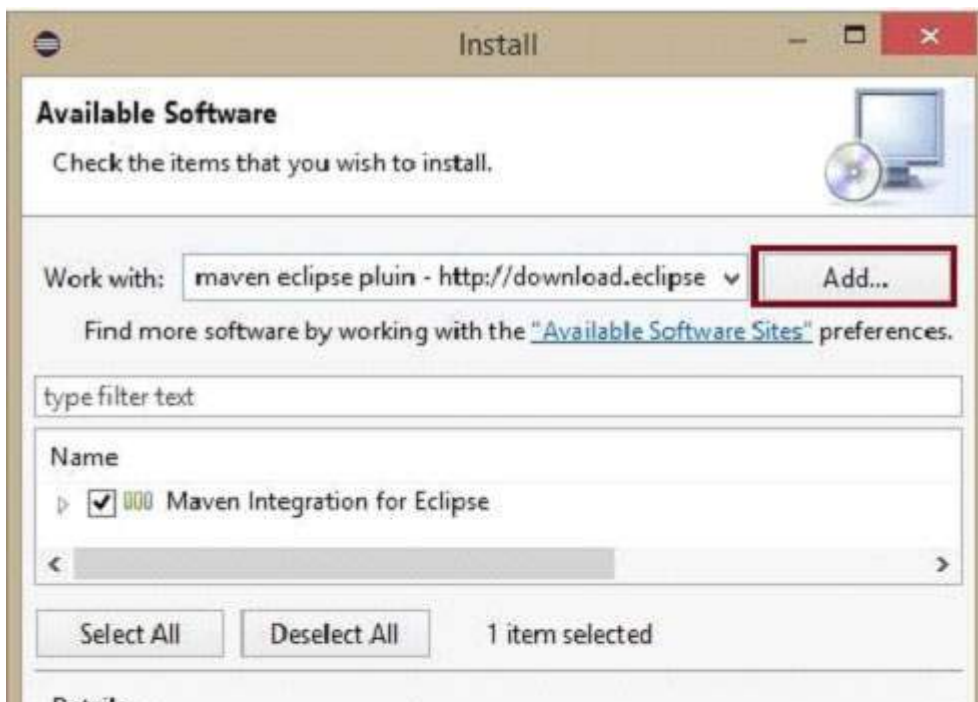 Install
Available Software
Check the items that you wish to install.
Work with: maven eclipse pluin - http://download.eclipse Add...
Find more software by working with the "Available Software Sites" preferences.
type filter text
Name
Maven Integration for Eclipse
Select All Deselect All 1 item selected